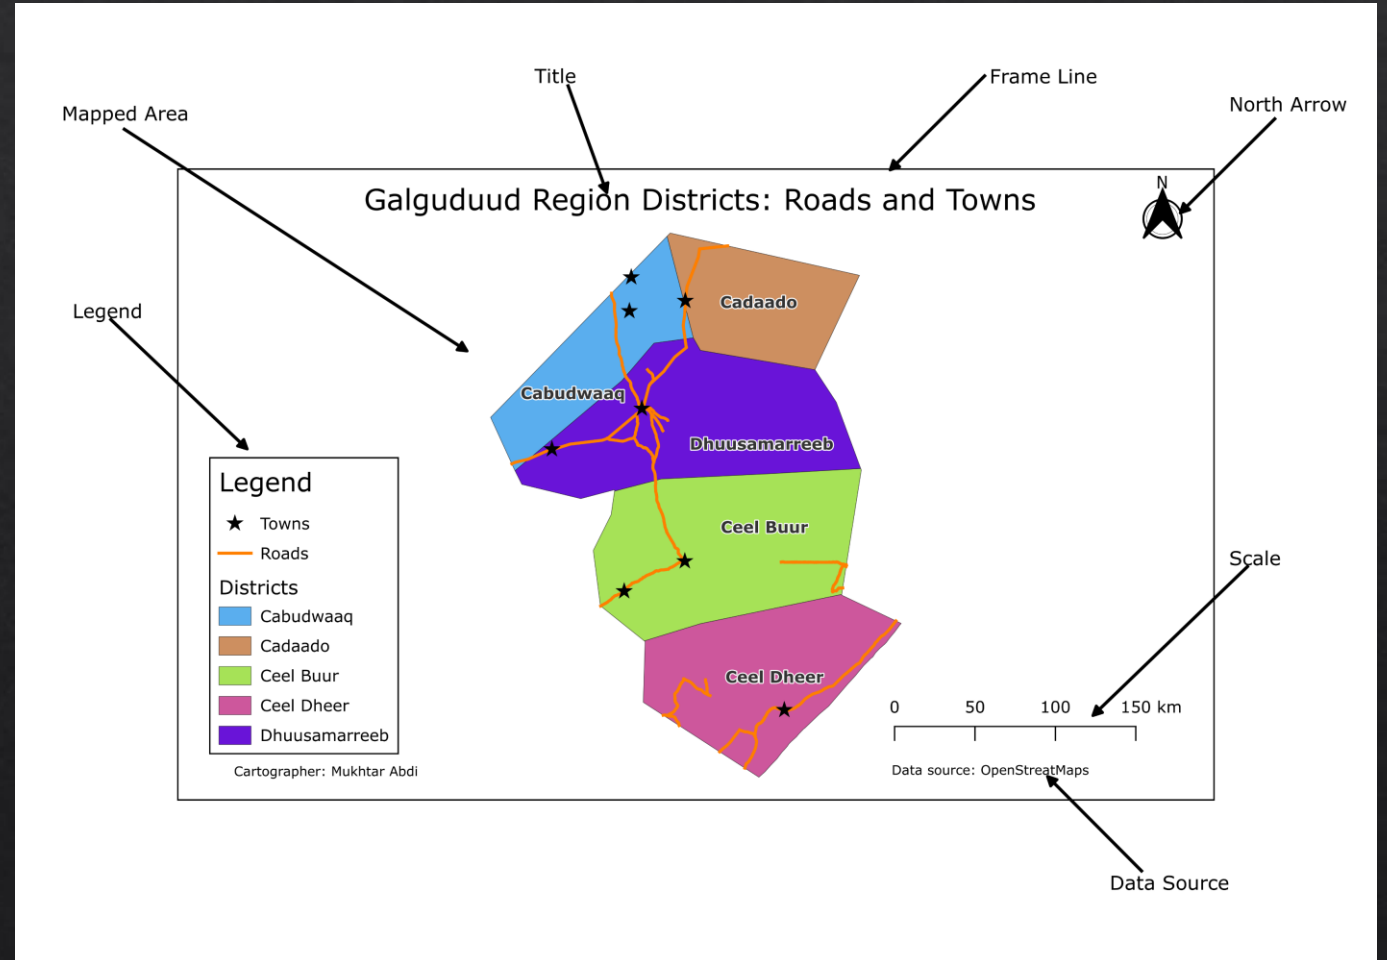 Title
Frame Line
North Arrow
Mapped Area
N
Galguduud Region Districts: Roads and Towns
Cadaado
Legend
Cabudwaaq
Dhuusamarreeb
Legend
Towns
Ceel Buur
Roads
Scale
Districts
Cabudwaaq
Cadaado
Ceel Buur
Ceel Dheer
Ceel Dheer
0 50 100 150 km
Dhuusamarreeb
Cartographer: Mukhtar Abdi
Data source: OpenStreatMaps
Data Source